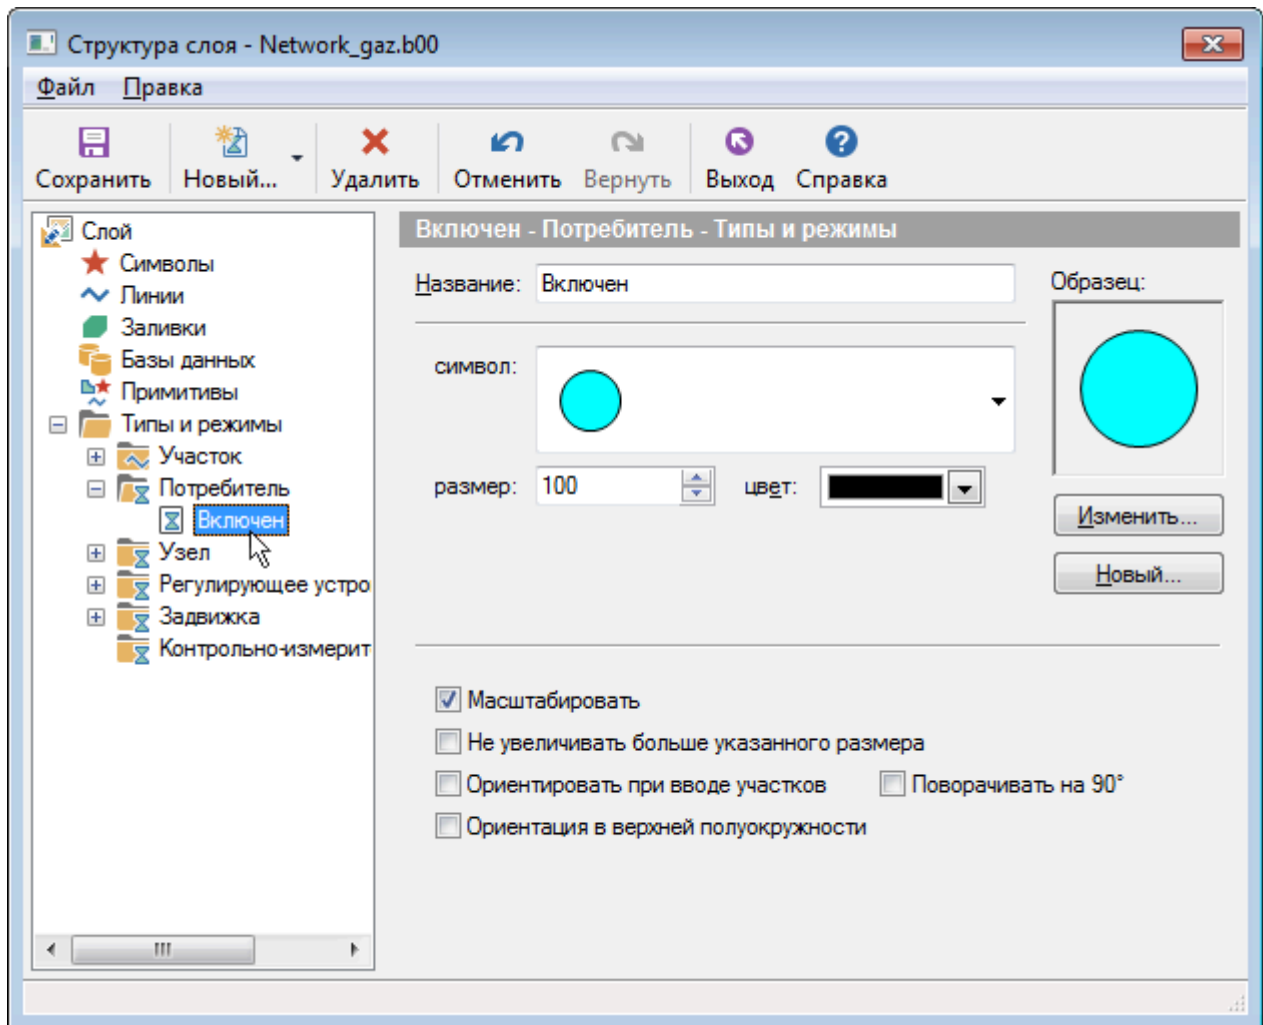 Структура слоя - Network_gaz.b00
Файл Правка
Сохранить Новый... Удалить Отменить Вернуть Выход Справка
Слой
Символы
Линии
Заливки
Базы данных
Примитивы
Типы и режимы
Участок
Потребитель
Включен
Узел
Регулирующее устро
Задвижка
Контрольно-измерит
Включен - Потребитель - Типы и режимы
Название: Включен
Образец:
символ:
размер: 100 цвет:
Изменить...
Новый...
Масштабировать
Не увеличивать больше указанного размера
Ориентировать при вводе участков Поворачивать на 90°
Ориентация в верхней полуокружности